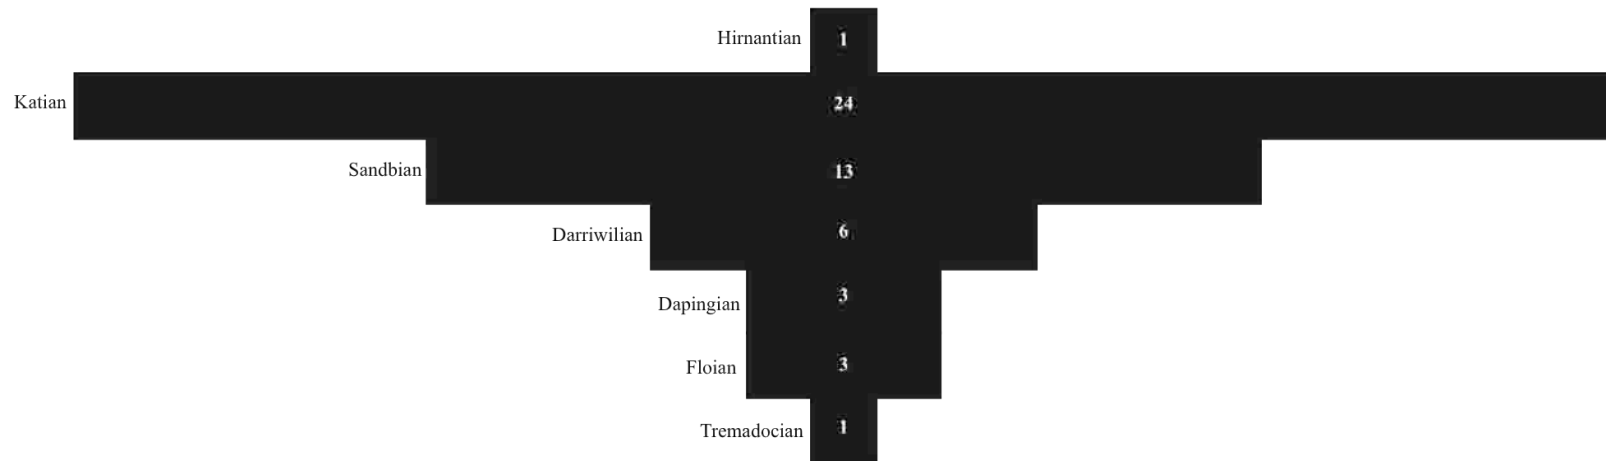 Hirnantian 1
Katian 24
Sandbian 13
Darriwilian 6
Dapingian 3
Floian 3
Tremadocian 1